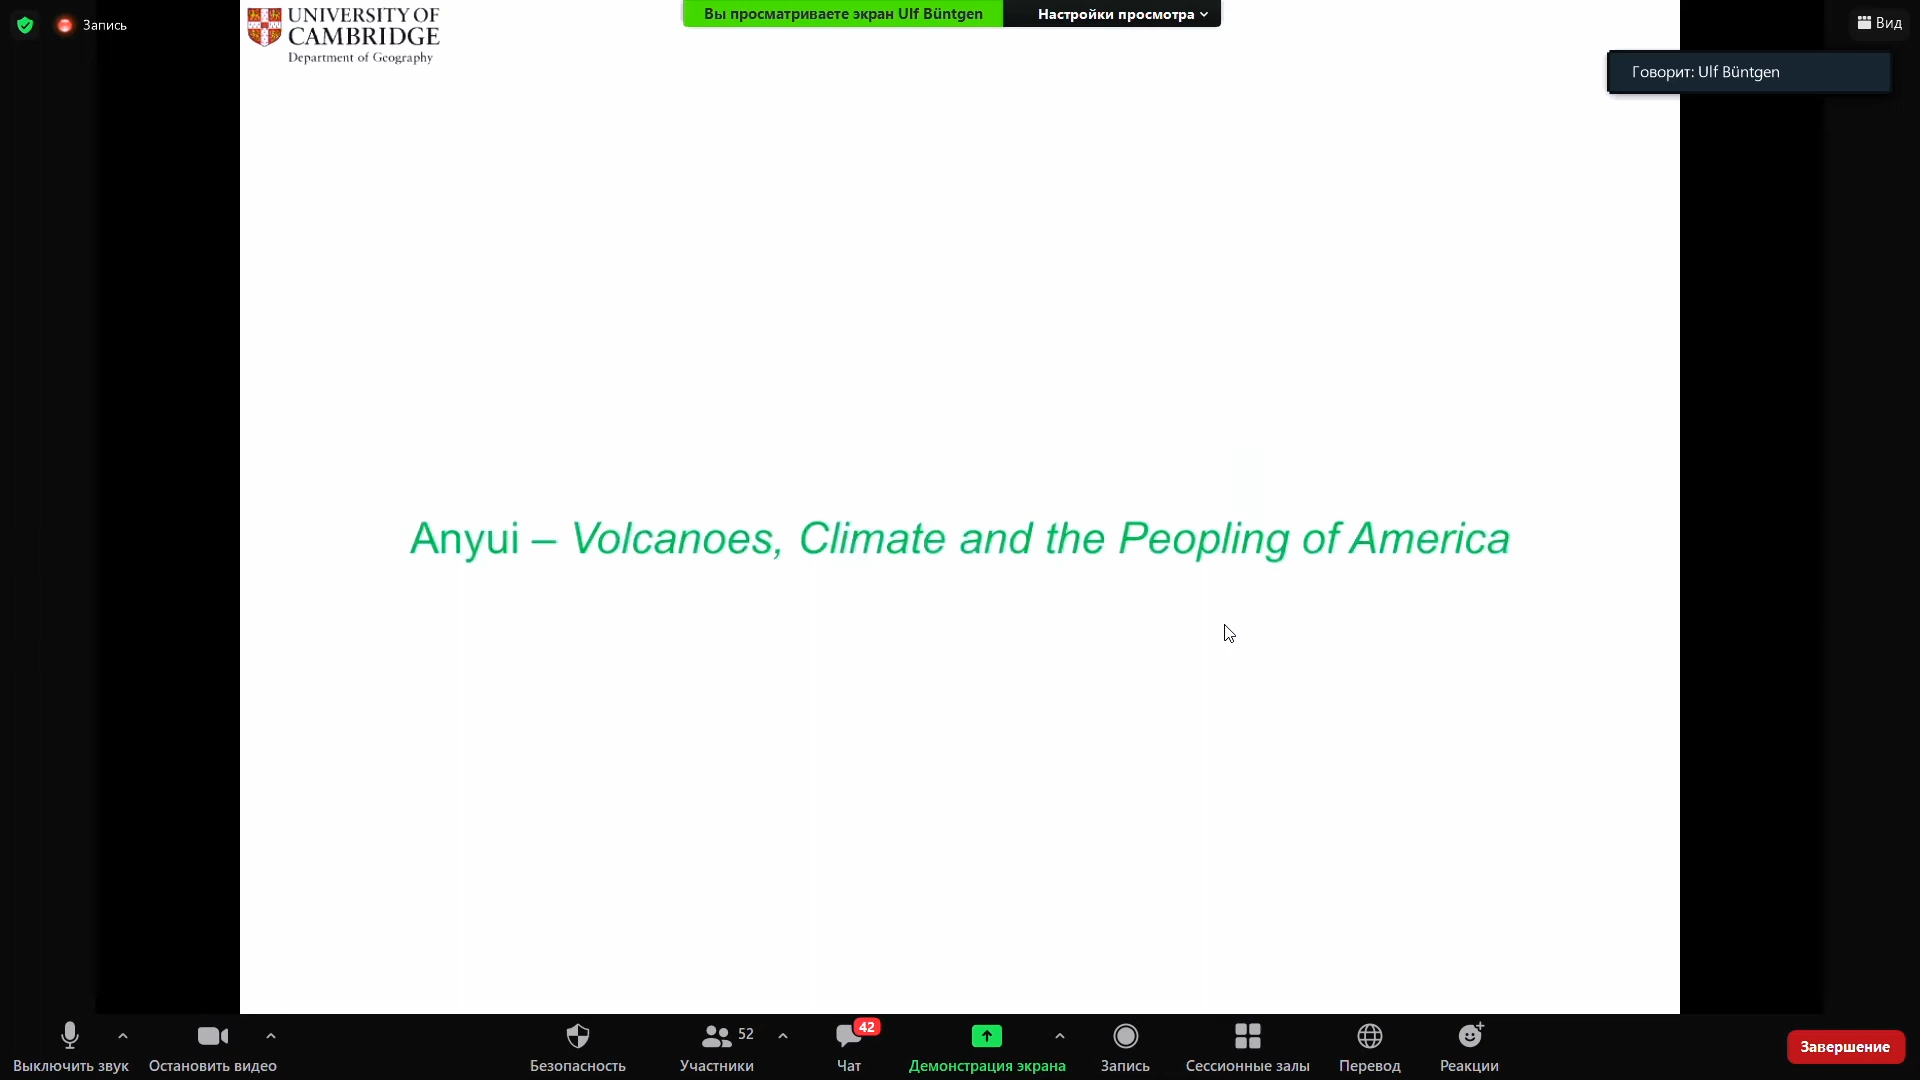 Запись
UNIVERSITY OF
CAMBRIDGE
Department of Geography
Вы просматриваете экран Ulf Büntgen
Настройки просмотра
Вид
Говорит: Ulf Büntgen
Anyui – Volcanoes, Climate and the Peopling of America
52
42
Выключить звук
Остановить видео
Безопасность
Участники
Чат
Демонстрация экрана
Запись
Сессионные залы
Перевод
Реакции
Завершение